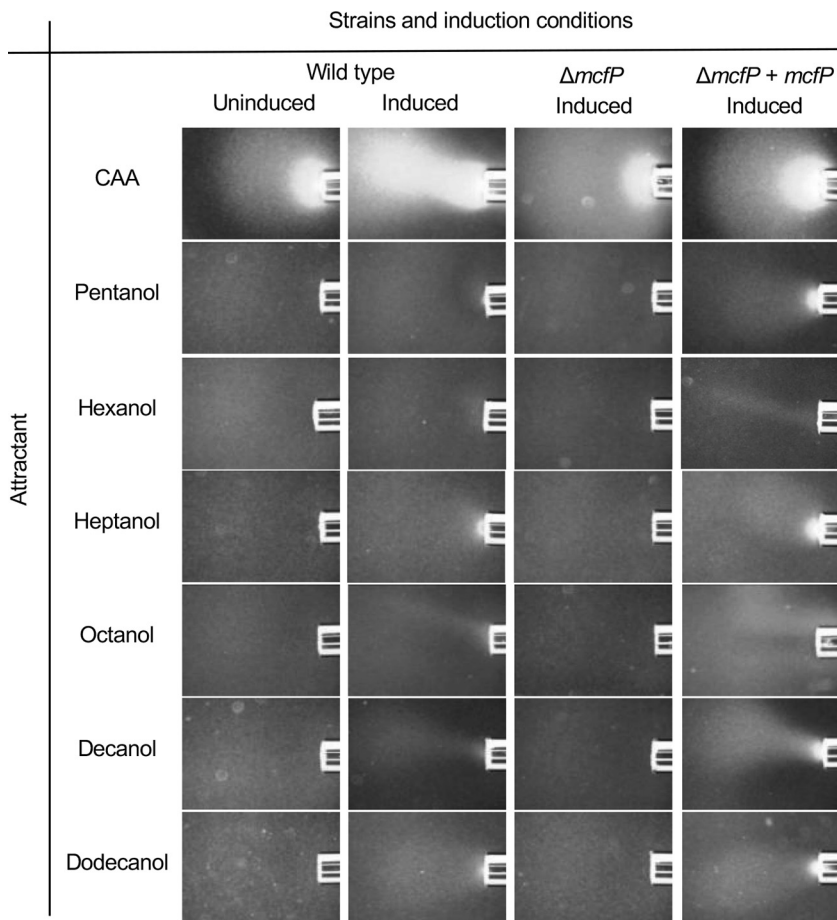 Strains and induction conditions
Wild type
Uninduced
Induced
ΔmcfP
Induced
ΔmcfP + mcfP
Induced
Attractant
CAA
Pentanol
Hexanol
Heptanol
Octanol
Decanol
Dodecanol